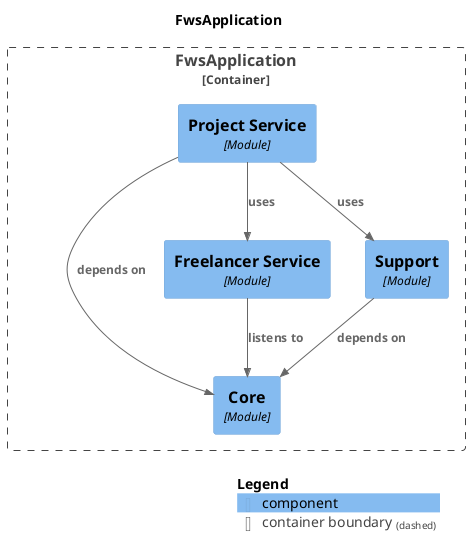 FwsApplication
FwsApplication
[Container]
Project Service
[Module]
uses
uses
Freelancer Service
[Module]
Support
[Module]
depends on
listens to
depends on
Core
[Module]
Legend
component
container boundary (dashed)